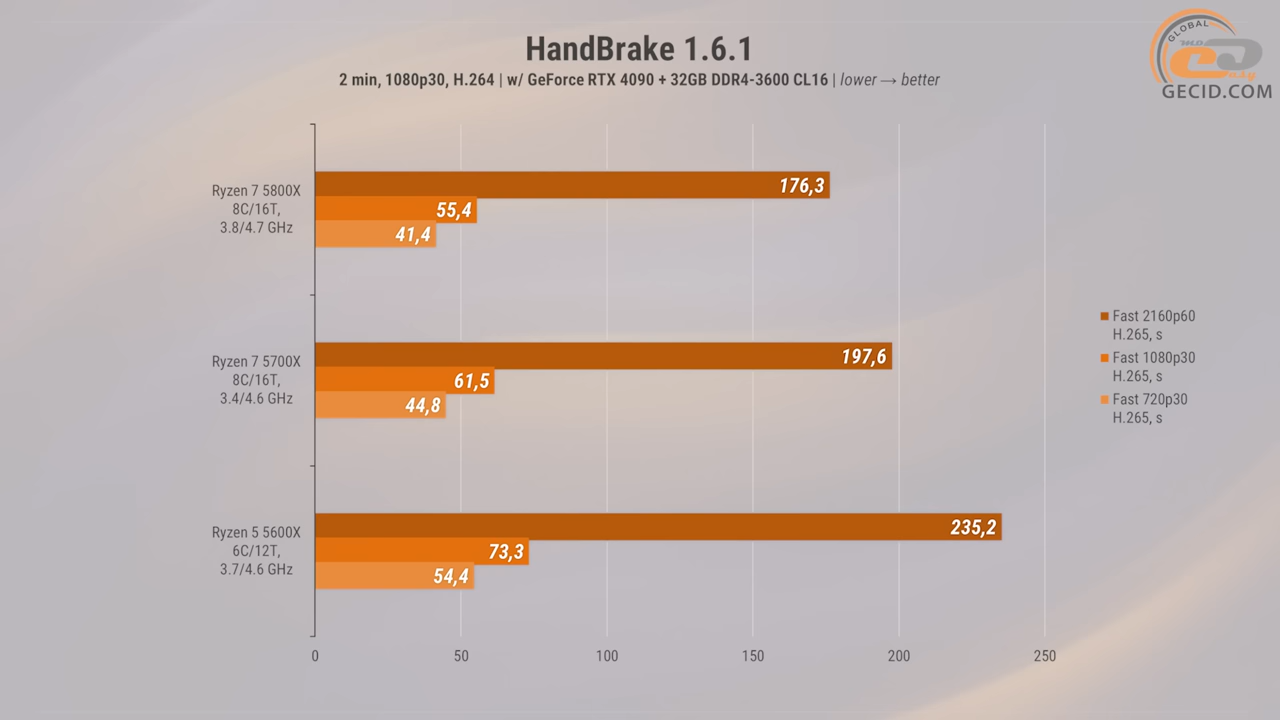 HandBrake 1.6.1
2 min, 1080p30, H.264 | w/ GeForce RTX 4090 + 32GB DDR4-3600 CL16 | lower → better
GLOBAL
easy
GECID.COM
Ryzen 7 5800X
8C/16T,
3.8/4.7 GHz
176,3
55,4
41,4
Ryzen 7 5700X
8C/16T,
3.4/4.6 GHz
197,6
61,5
44,8
Ryzen 5 5600X
6C/12T,
3.7/4.6 GHz
235,2
73,3
54,4
0 50 100 150 200 250
Fast 2160p60
H.265, s
Fast 1080p30
H.265, s
Fast 720p30
H.265, s